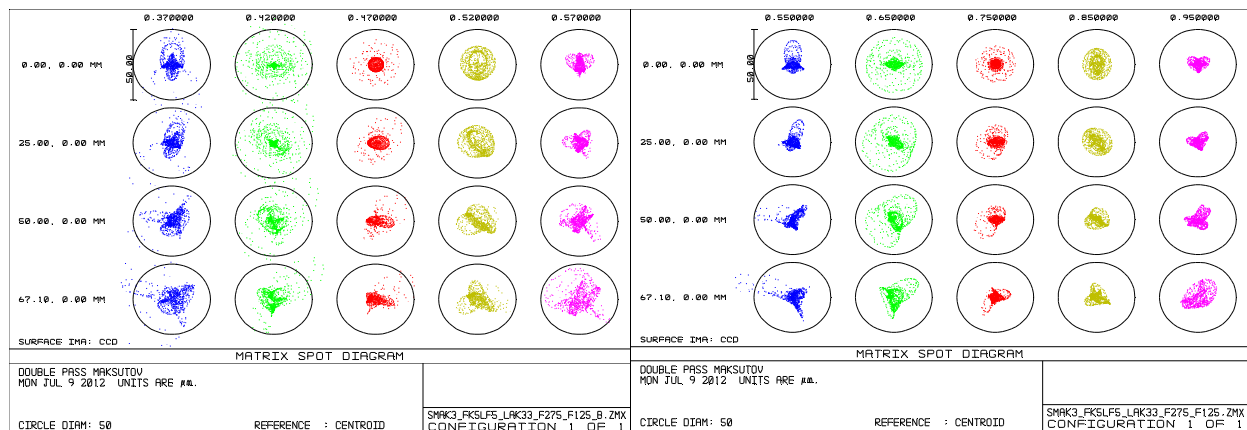 0.370000 0.420000 0.470000 0.520000 0.570000
50.00
0.00, 0.00 MM
25.00, 0.00 MM
50.00, 0.00 MM
67.10, 0.00 MM
SURFACE IMA: CCD
MATRIX SPOT DIAGRAM
DOUBLE PASS MAKSUTOV
MON JUL 9 2012 UNITS ARE µm.
CIRCLE DIAM: 50 REFERENCE : CENTROID
SMAK3_FK5LF5_LAK33_F275_F125_B.ZMX
CONFIGURATION 1 OF 1
0.550000 0.650000 0.750000 0.850000 0.950000
50.00
0.00, 0.00 MM
25.00, 0.00 MM
50.00, 0.00 MM
67.10, 0.00 MM
SURFACE IMA: CCD
MATRIX SPOT DIAGRAM
DOUBLE PASS MAKSUTOV
MON JUL 9 2012 UNITS ARE µm.
CIRCLE DIAM: 50 REFERENCE : CENTROID
SMAK3_FK5LF5_LAK33_F275_F125.ZMX
CONFIGURATION 1 OF 1